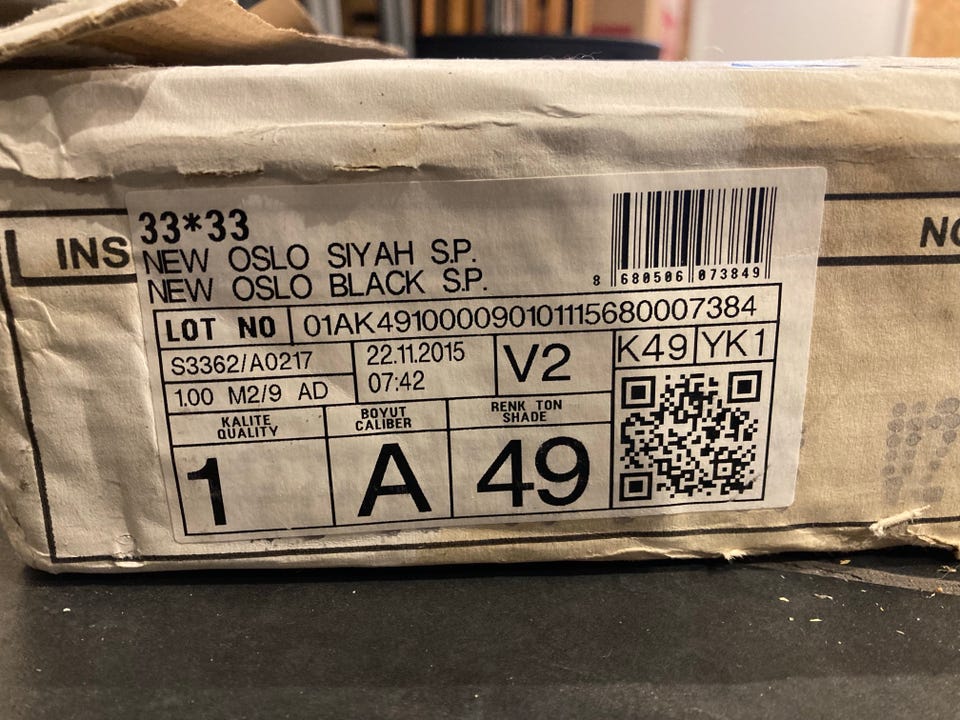 33*33
NEW OSLO SIYAH S.P.
NEW OSLO BLACK S.P.
8 680506 073849
INS
NO
LOT NO 01AK491000090101115680007384
S3362/A0217
22.11.2015
07:42
V2
K49
YK1
1.00 M2/9 AD
KALITE
QUALITY
BOYUT
CALIBER
RENK TON
SHADE
1
A
49